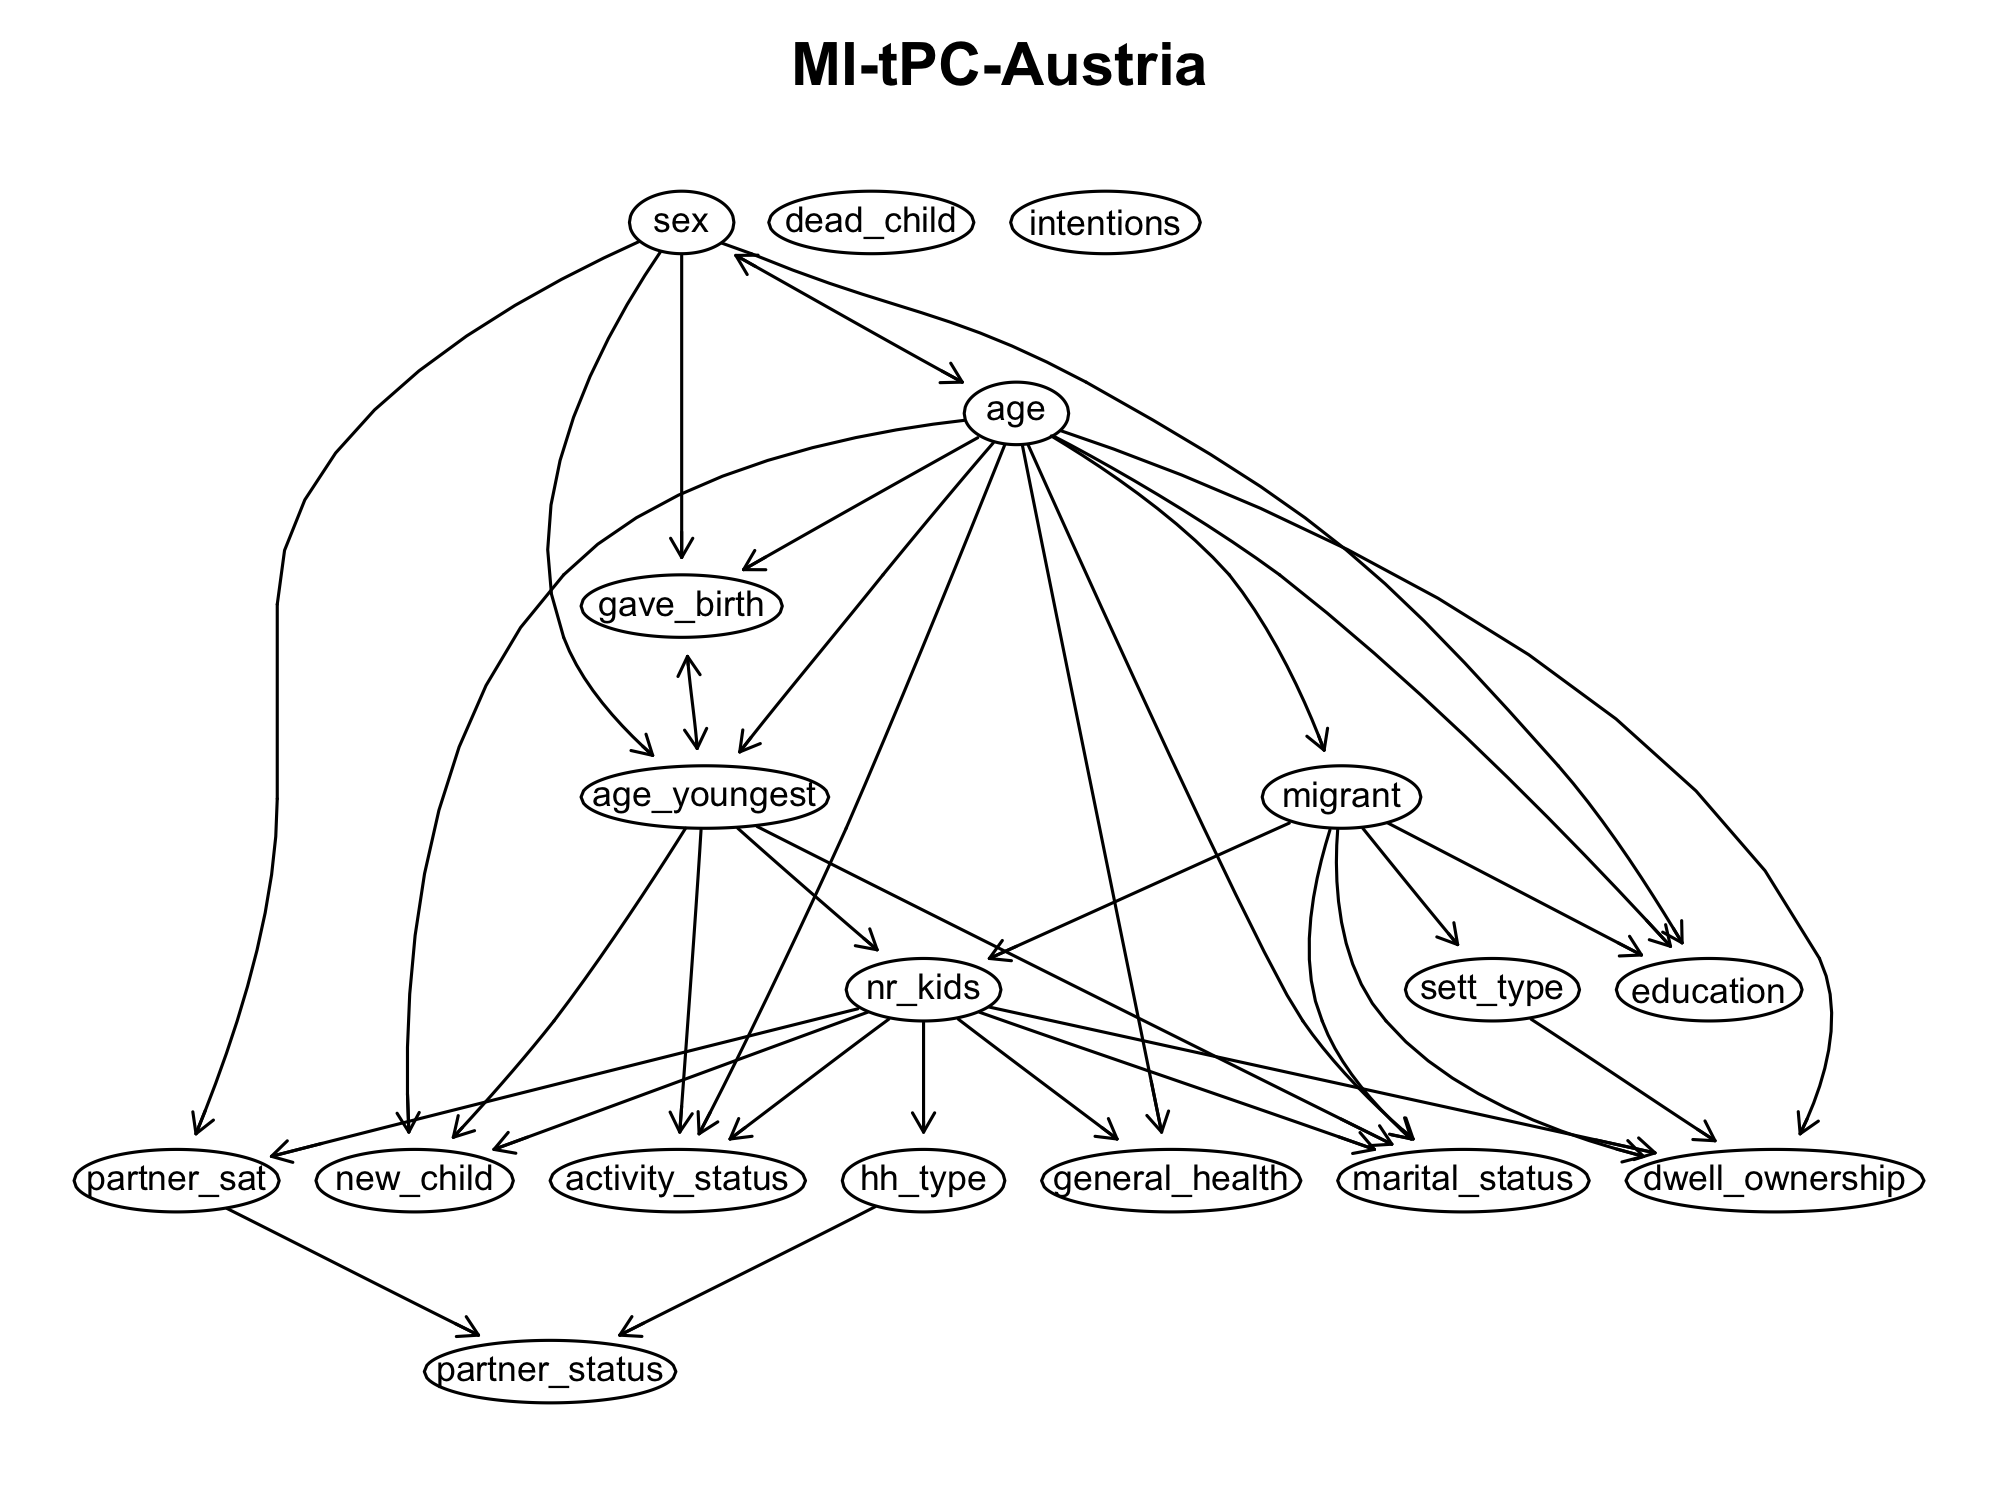 MI-tPC-Austria
sex
dead_child
intentions
age
gave_birth
age_youngest
migrant
nr_kids
sett_type
education
partner_sat
new_child
activity_status
hh_type
general_health
marital_status
dwell_ownership
partner_status